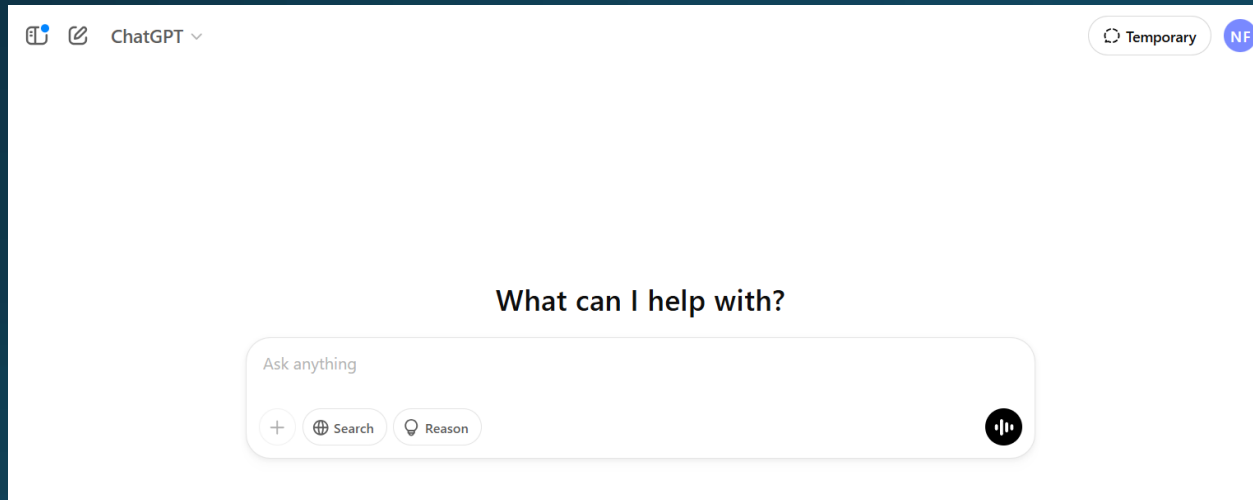 ChatGPT
Temporary
NF
What can I help with?
Ask anything
Search
Reason